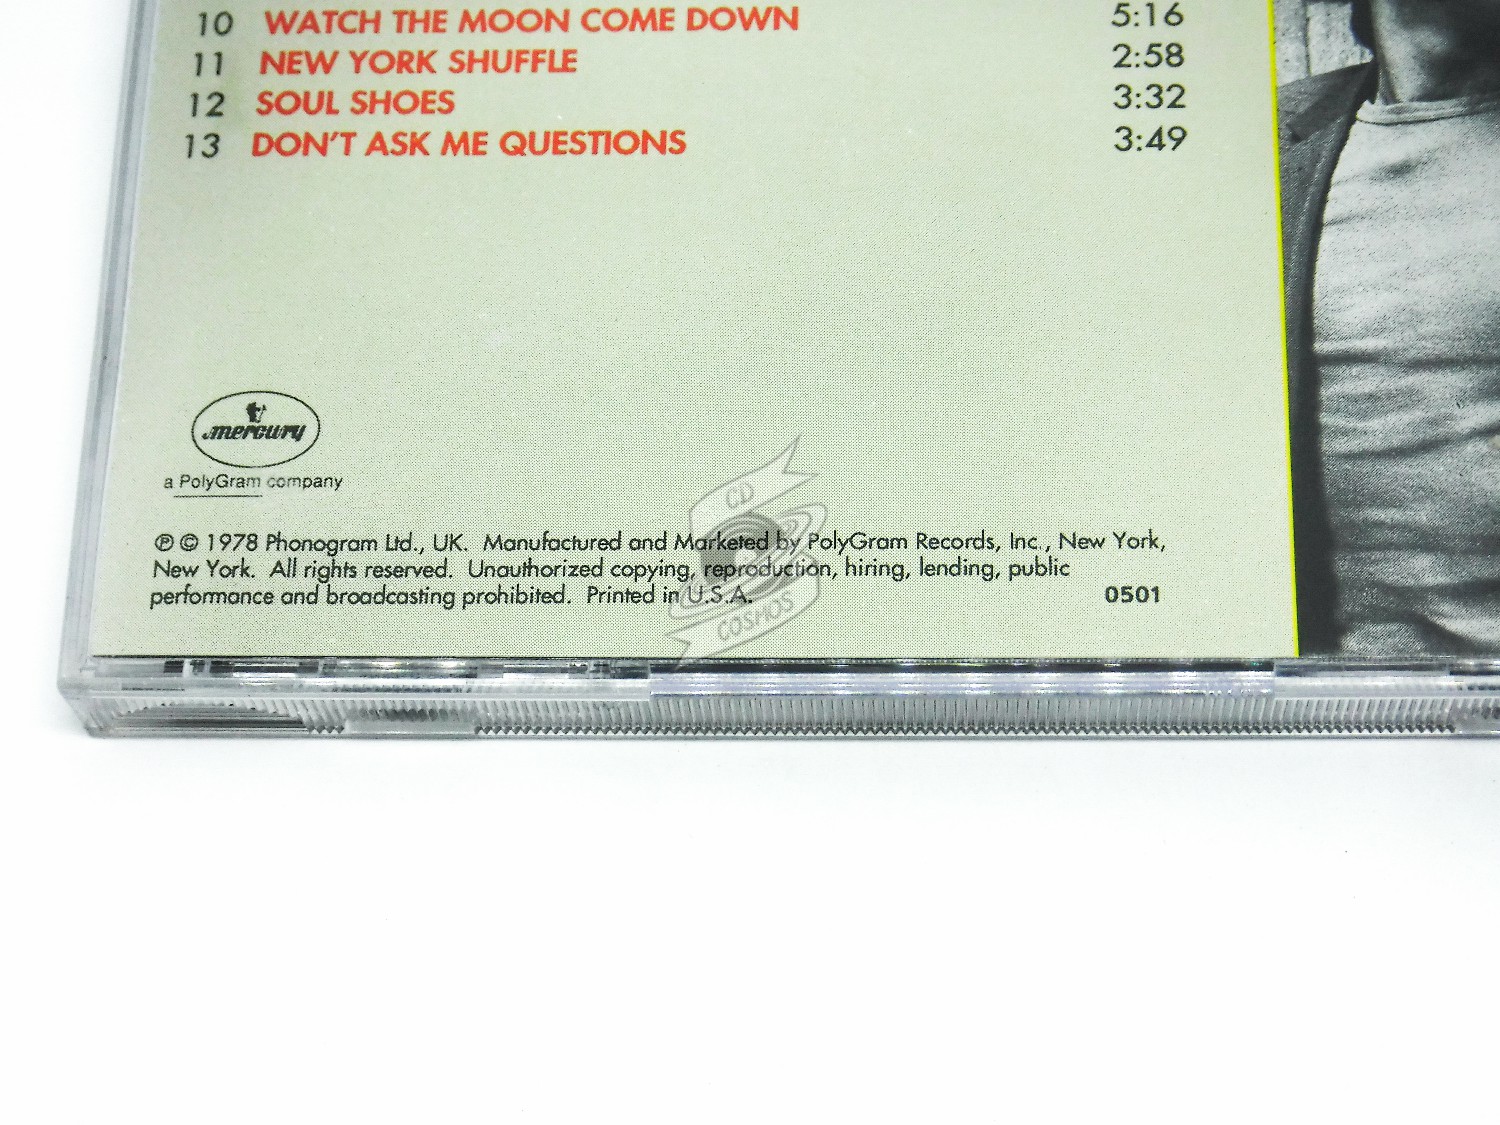 10 WATCH THE MOON COME DOWN 5:16
11 NEW YORK SHUFFLE 2:58
12 SOUL SHOES 3:32
13 DON'T ASK ME QUESTIONS 3:49
mercury
a PolyGram company
CD
COSMOS
℗ © 1978 Phonogram Ltd., UK. Manufactured and Marketed by PolyGram Records, Inc., New York,
New York. All rights reserved. Unauthorized copying, reproduction, hiring, lending, public
performance and broadcasting prohibited. Printed in U.S.A. 0501